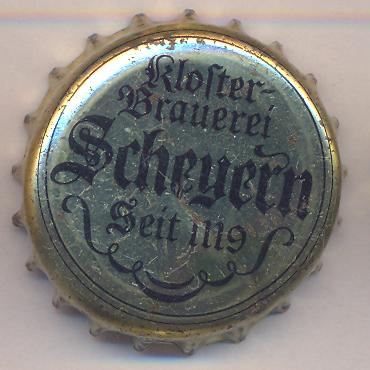 Kloster-
Brauerei
Scheyern
Seit 1119